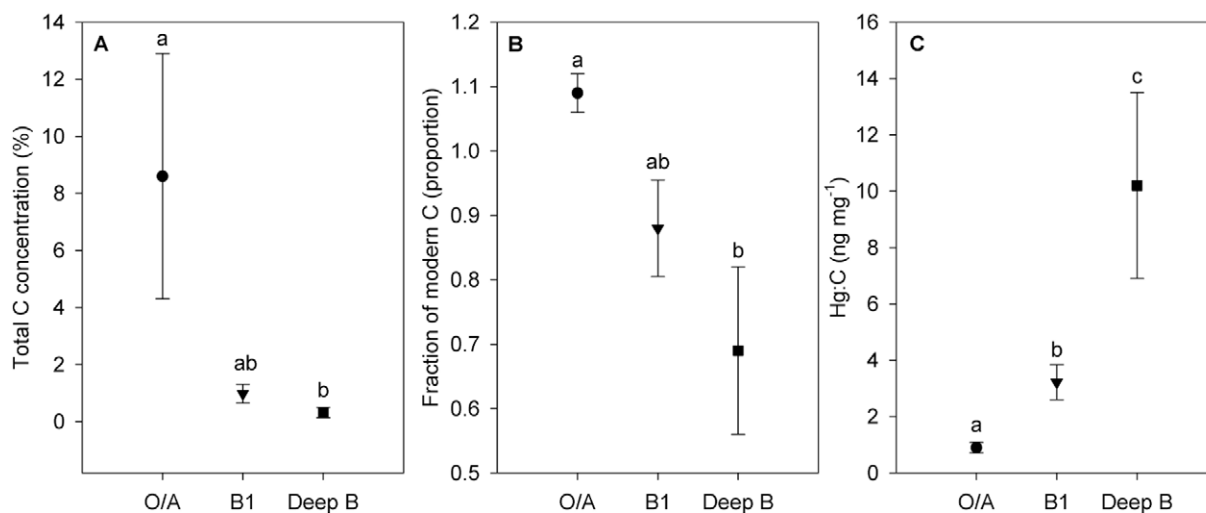 A
Total C concentration (%)
14
12
10
8
6
4
2
0
a
ab
b
O/A B1 Deep B
B
Fraction of modern C (proportion)
1.2
1.1
1.0
0.9
0.8
0.7
0.6
0.5
a
ab
b
O/A B1 Deep B
C
Hg:C (ng mg⁻¹)
16
14
12
10
8
6
4
2
0
a
b
c
O/A B1 Deep B